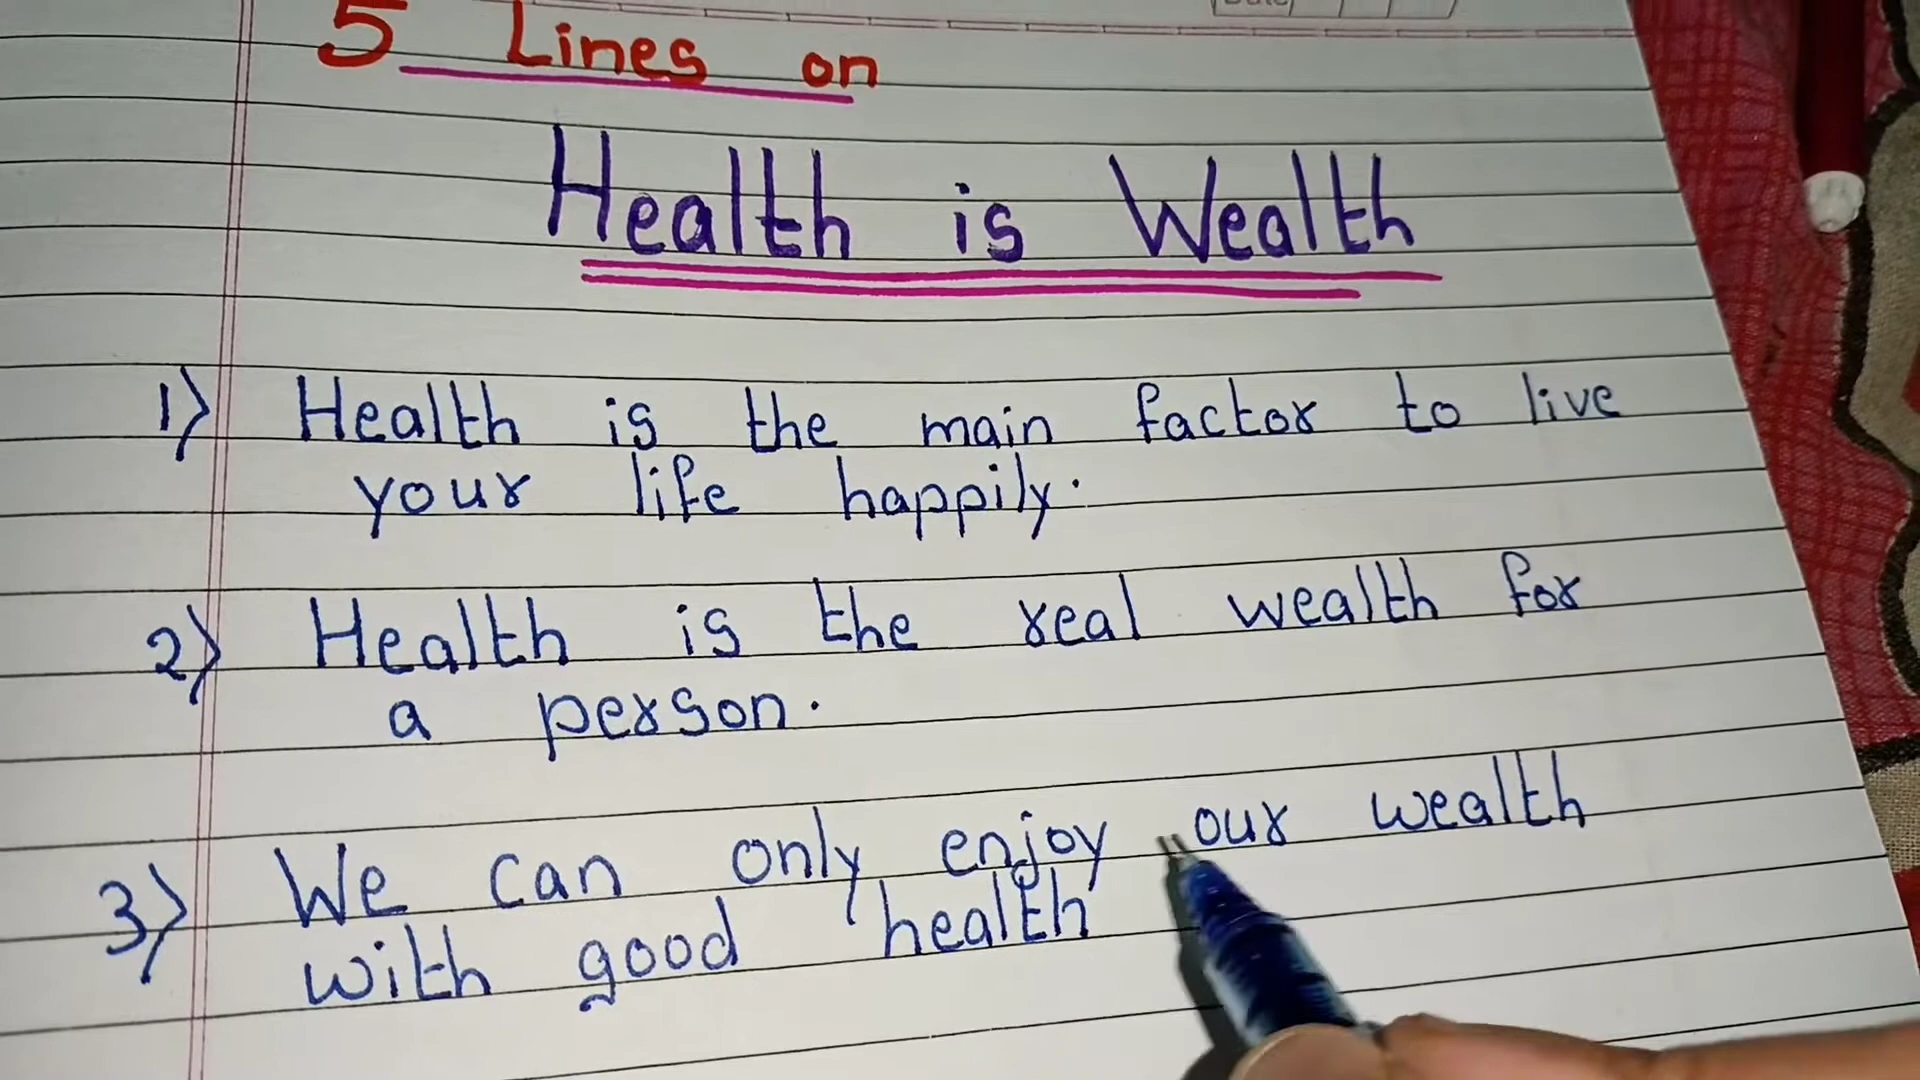 5 Lines on
Health is Wealth
1) Health is the main factor to live
your life happily.
2) Health is the real wealth for
a person.
3) We can only enjoy our wealth
with good health